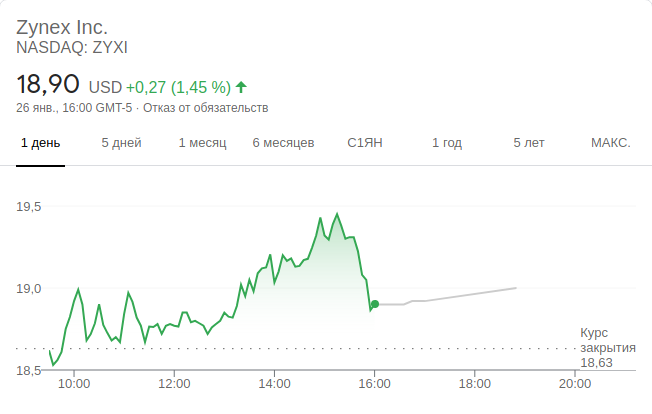 Zynex Inc.
NASDAQ: ZYXI
18,90 USD +0,27 (1,45 %)
26 янв., 16:00 GMT-5 · Отказ от обязательств
1 день 5 дней 1 месяц 6 месяцев С1ЯН 1 год 5 лет МАКС.
19,5
19,0
Курс
закрытия
18,63
18,5
10:00 12:00 14:00 16:00 18:00 20:00